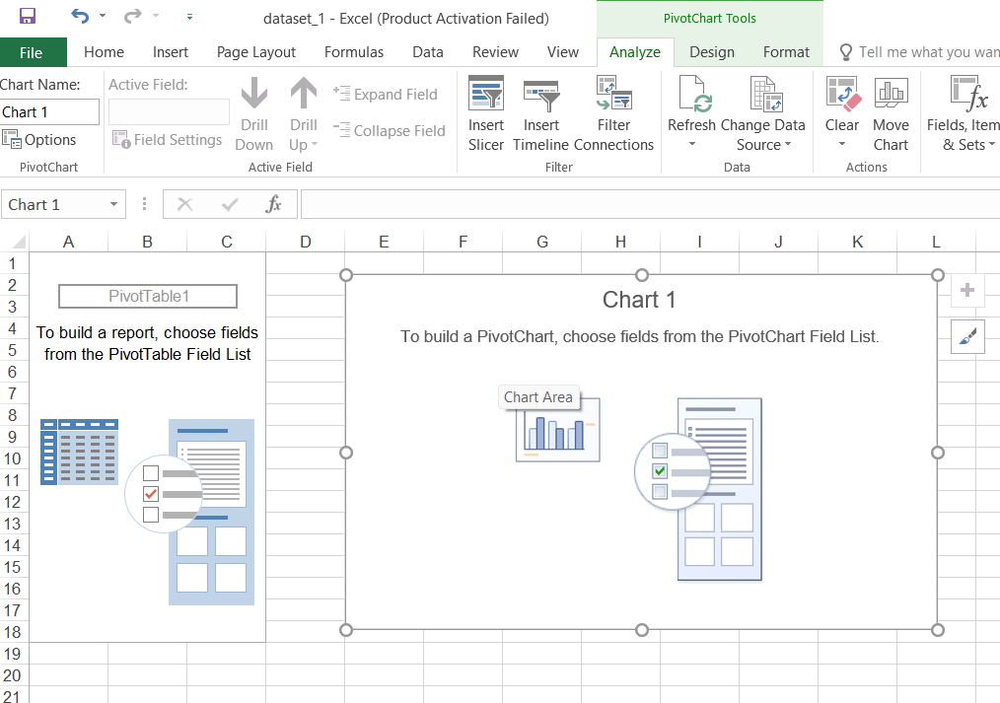 dataset_1 - Excel (Product Activation Failed)
PivotChart Tools
File Home Insert Page Layout Formulas Data Review View Analyze Design Format Tell me what you wan
Chart Name:
Chart 1
Options
PivotChart
Active Field:
Field Settings
Drill
Down
Drill
Up
Expand Field
Collapse Field
Active Field
Insert
Slicer
Insert
Timeline
Filter
Connections
Filter
Refresh
Change Data
Source
Data
Clear
Move
Chart
Actions
Fields, Item
& Sets
Chart 1
fx
A B C D E F G H I J K L
1
2
3
4
5
6
7
8
9
10
11
12
13
14
15
16
17
18
19
20
21
PivotTable1
To build a report, choose fields
from the PivotTable Field List
Chart 1
To build a PivotChart, choose fields from the PivotChart Field List.
Chart Area